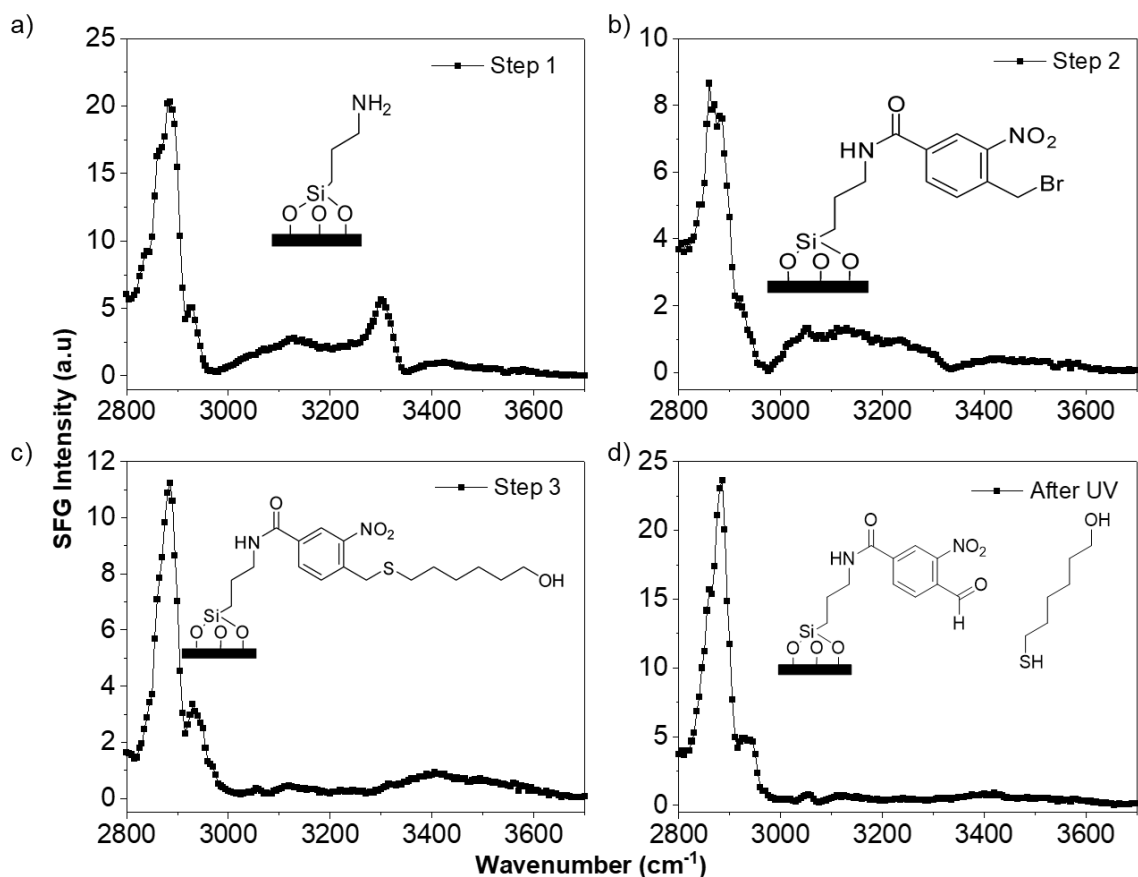 a)
25
20
15
10
5
0
2800 3000 3200 3400 3600
Step 1
NH2
Si
O O O
b)
10
8
6
4
2
0
2800 3000 3200 3400 3600
Step 2
O
HN
NO2
Br
Si
O O O
c)
12
10
8
6
4
2
0
2800 3000 3200 3400 3600
Step 3
O
HN
NO2
S
OH
Si
O O O
d)
25
20
15
10
5
0
2800 3000 3200 3400 3600
After UV
O
HN
NO2
O
H
Si
O O O
OH
SH
SFG Intensity (a.u)
Wavenumber (cm-1)